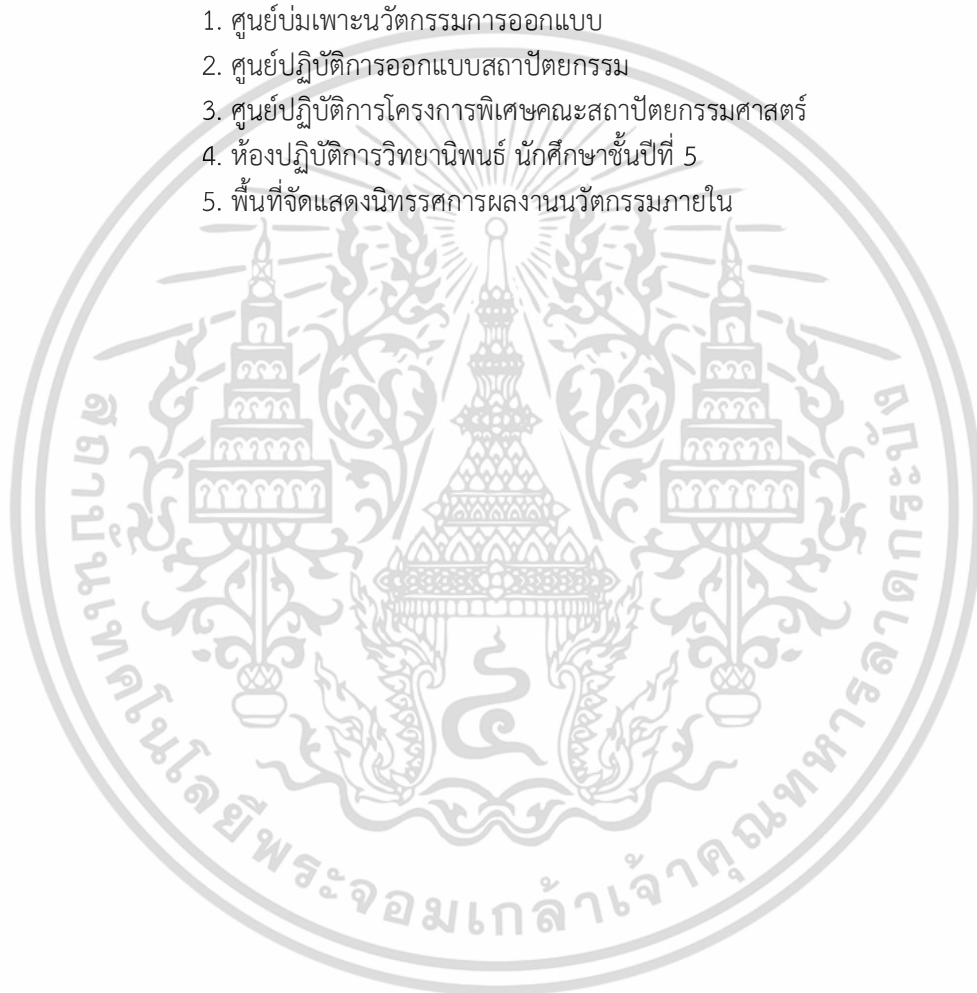 1. ศูนย์บ่มเพาะนวัตกรรมการออกแบบ
2. ศูนย์ปฏิบัติการออกแบบสถาปัตยกรรม
3. ศูนย์ปฏิบัติการโครงการพิเศษคณะสถาปัตยกรรมศาสตร์
4. ห้องปฏิบัติการวิทยานิพนธ์ นักศึกษาชั้นปีที่ 5
5. พื้นที่จัดแสดงนิทรรศการผลงานนวัตกรรมภายใน
สถาบันเทคโนโลยีพระจอมเกล้าเจ้าคุณทหารลาดกระบัง
๔